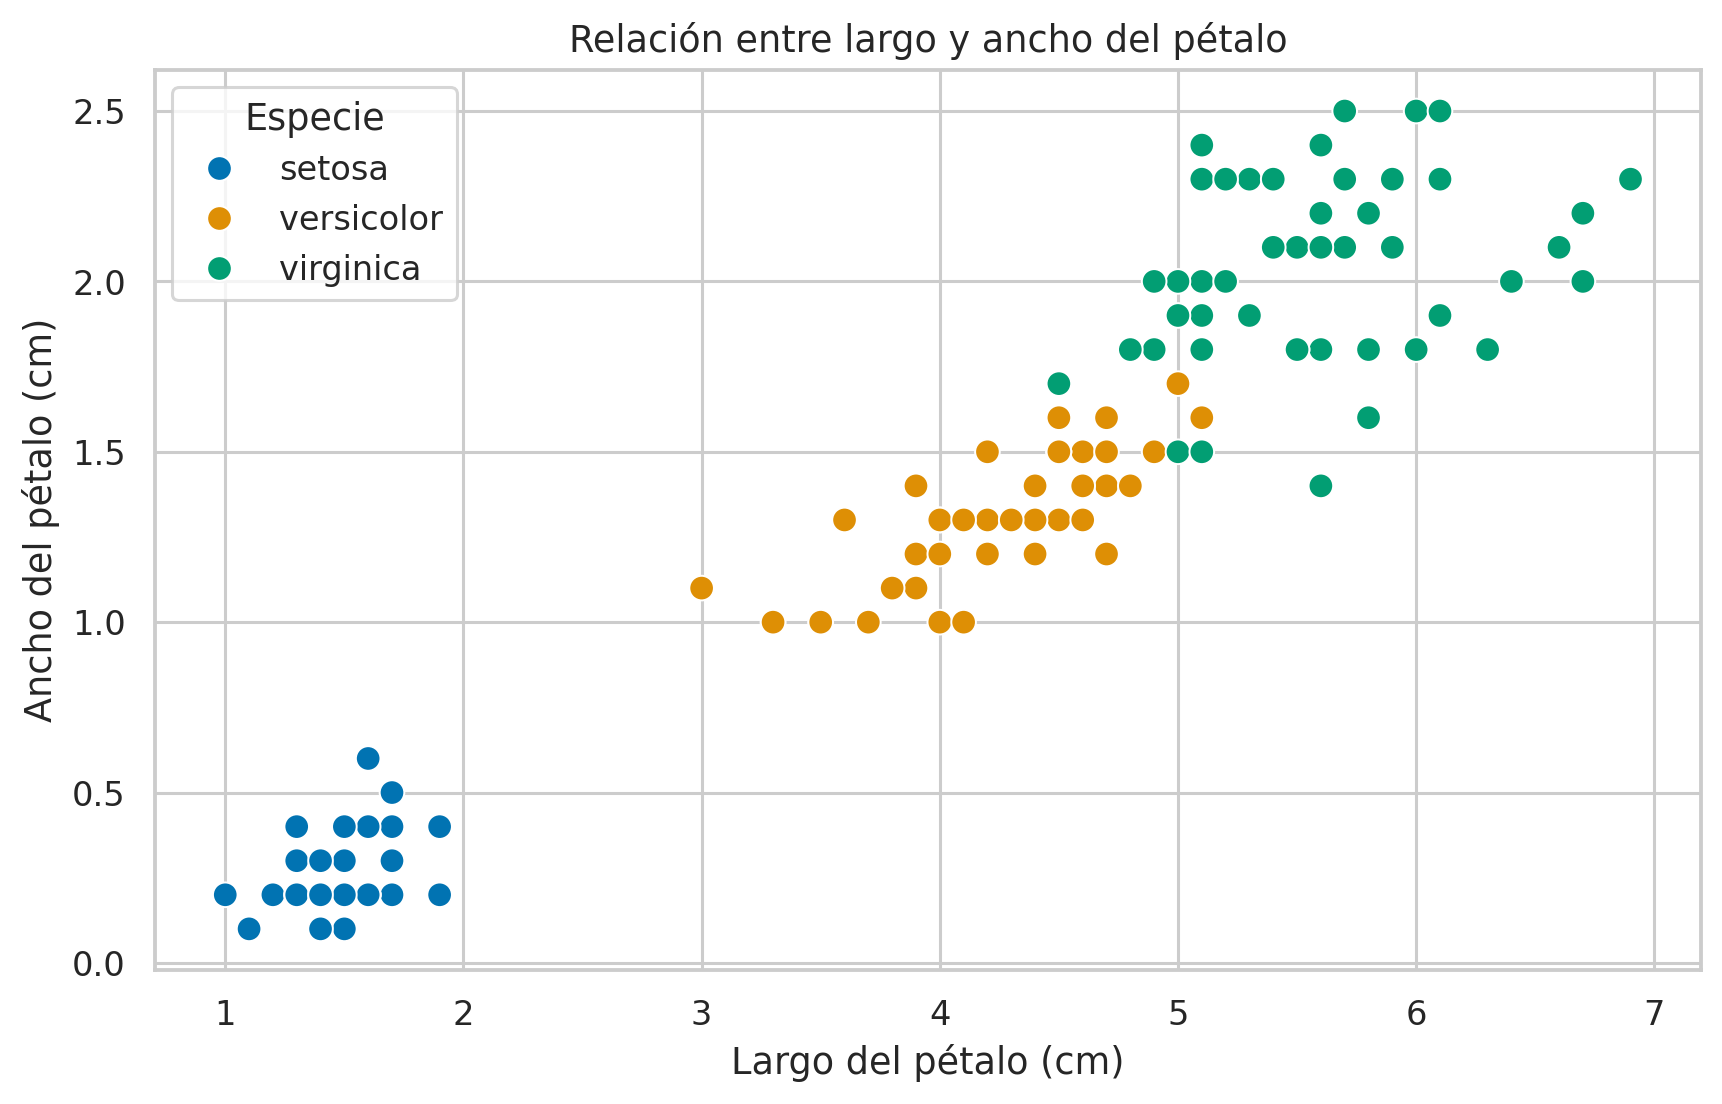 Relación entre largo y ancho del pétalo
Especie
setosa
versicolor
virginica
Ancho del pétalo (cm)
2.5
2.0
1.5
1.0
0.5
0.0
1 2 3 4 5 6 7
Largo del pétalo (cm)